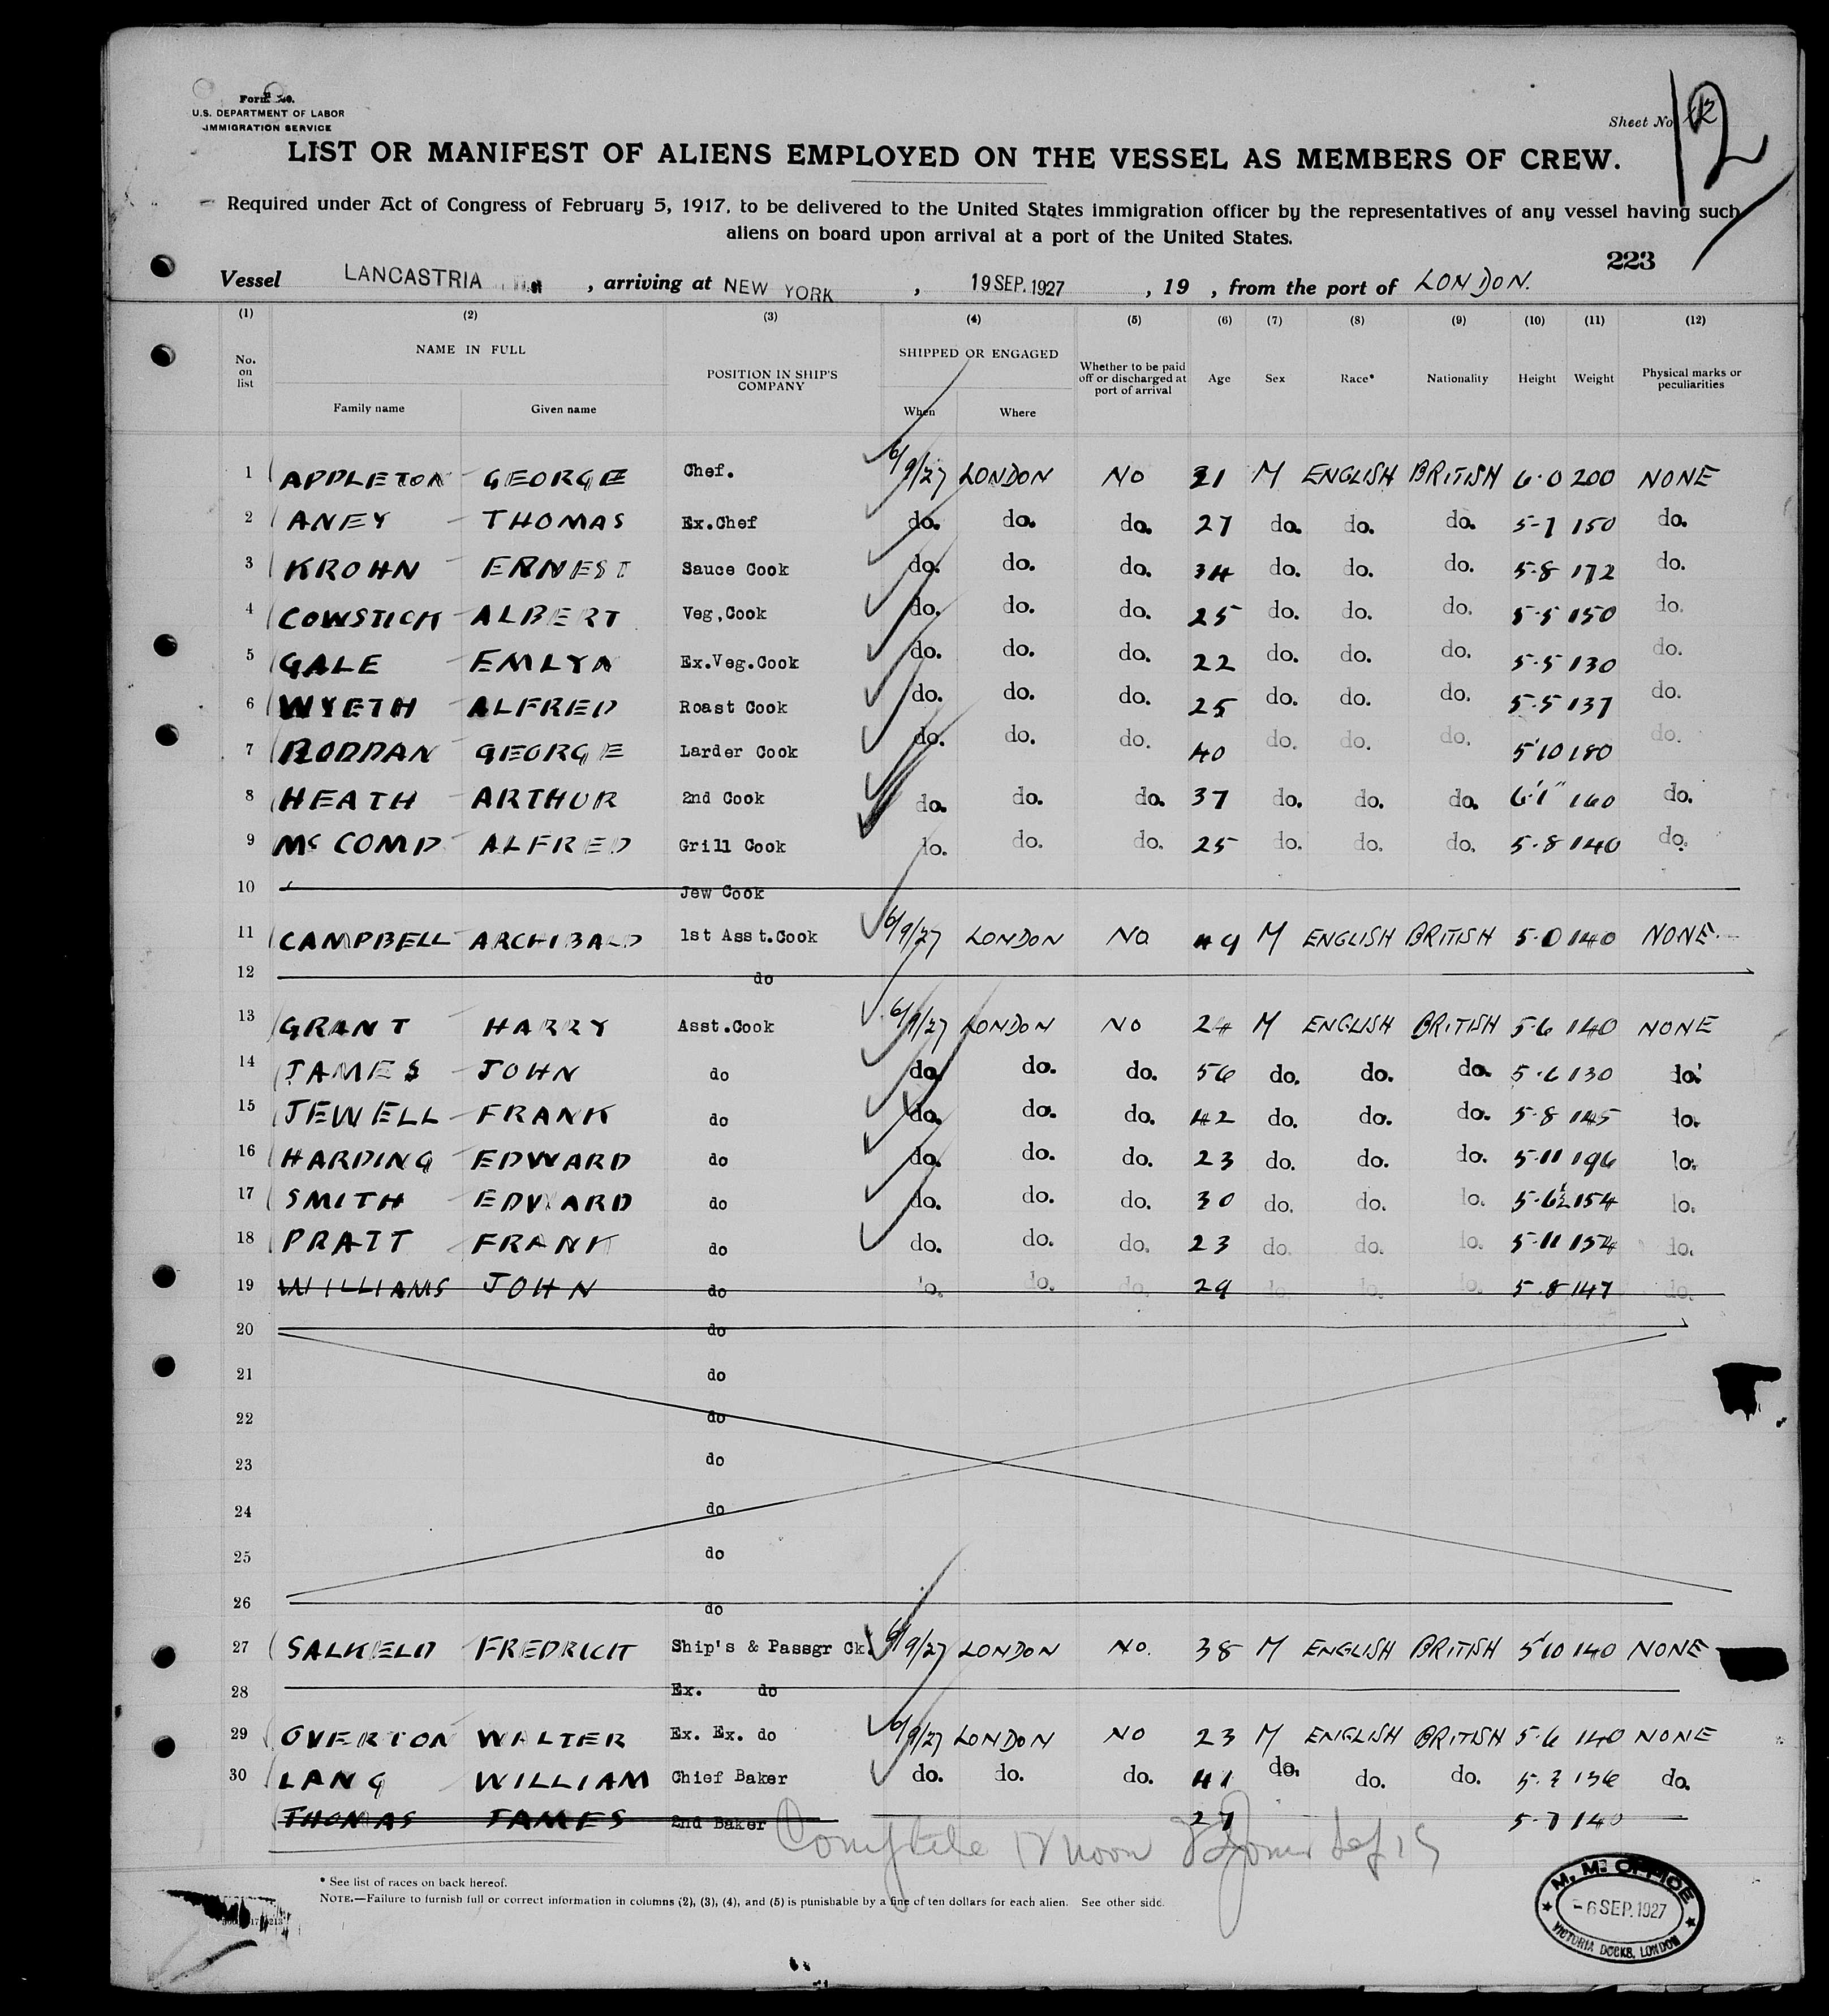 U.S. DEPARTMENT OF LABOR
IMMIGRATION SERVICE
Sheet No.
12
LIST OR MANIFEST OF ALIENS EMPLOYED ON THE VESSEL AS MEMBERS OF CREW.
Required under Act of Congress of February 5, 1917, to be delivered to the United States immigration officer by the representatives of any vessel having such
aliens on board upon arrival at a port of the United States.
223
Vessel LANCASTRIA , arriving at NEW YORK , 19 SEP. 1927 , 19 , from the port of LONDON.
(1) (2) (3) (4) (5) (6) (7) (8) (9) (10) (11) (12)
No. on list NAME IN FULL Family name Given name POSITION IN SHIP'S COMPANY SHIPPED OR ENGAGED When Where Whether to be paid off or discharged at port of arrival Age Sex Race* Nationality Height Weight Physical marks or peculiarities
1 APPLETON GEORGE Chef. 6/9/27 LONDON NO 31 M ENGLISH BRITISH 6.0 200 NONE
2 ANEY THOMAS Ex.Chef do. do. do. 27 do. do. do. 5-7 150 do.
3 KROHN ERNEST Sauce Cook do. do. do. 34 do. do. do. 5.8 172 do.
4 COWSTICK ALBERT Veg.Cook do. do. do. 25 do. do. do. 5.5 150 do.
5 GALE EMLYN Ex.Veg.Cook do. do. do. 22 do. do. do. 5.5 130 do.
6 WYETH ALFRED Roast Cook do. do. do. 25 do. do. do. 5.5 137 do.
7 RODDAN GEORGE Larder Cook do. do. do. 40 do. do. do. 5'10 180 do.
8 HEATH ARTHUR 2nd Cook do. do. do. 37 do. do. do. 6'1" 160 do.
9 McCOMD ALFRED Grill Cook do. do. do. 25 do. do. do. 5.8 140 do.
10 Jew Cook
11 CAMPBELL ARCHIBALD 1st Asst.Cook 6/9/27 LONDON NO 49 M ENGLISH BRITISH 5.0 140 NONE.
12 do
13 GRANT HARRY Asst.Cook 6/9/27 LONDON NO 24 M ENGLISH BRITISH 5.6 140 NONE
14 JAMES JOHN do do. do. do. 56 do. do. do. 5.6 130 do.
15 JEWELL FRANK do do. do. do. 42 do. do. do. 5.8 145 do.
16 HARDING EDWARD do do. do. do. 23 do. do. do. 5.11 196 do.
17 SMITH EDWARD do do. do. do. 30 do. do. do. 5.6½ 154 do.
18 PRATT FRANK do do. do. do. 23 do. do. do. 5.11 154 do.
19 WILLIAMS JOHN do do. do. do. 29 do. do. do. 5.8 147 do.
20 do
21 do
22 do
23 do
24 do
25 do
26 do
27 SALKELD FREDRICK Ship's & Passgr Ck. 6/9/27 LONDON NO. 38 M ENGLISH BRITISH 5'10 140 NONE
28 Ex. do
29 OVERTON WALTER Ex. Ex. do 6/9/27 LONDON NO 23 M ENGLISH BRITISH 5.6 140 NONE
30 LANG WILLIAM Chief Baker do. do. do. 41 do. do. do. 136 do.
THOMAS JAMES 2nd Baker 27 5-7 140
Complete
* See list of races on back hereof.
NOTE.—Failure to furnish full or correct information in columns (2), (3), (4), and (5) is punishable by a fine of ten dollars for each alien. See other side.
M. M. OFFICE
-6 SEP. 1927
VICTORIA DOCKS, LONDON